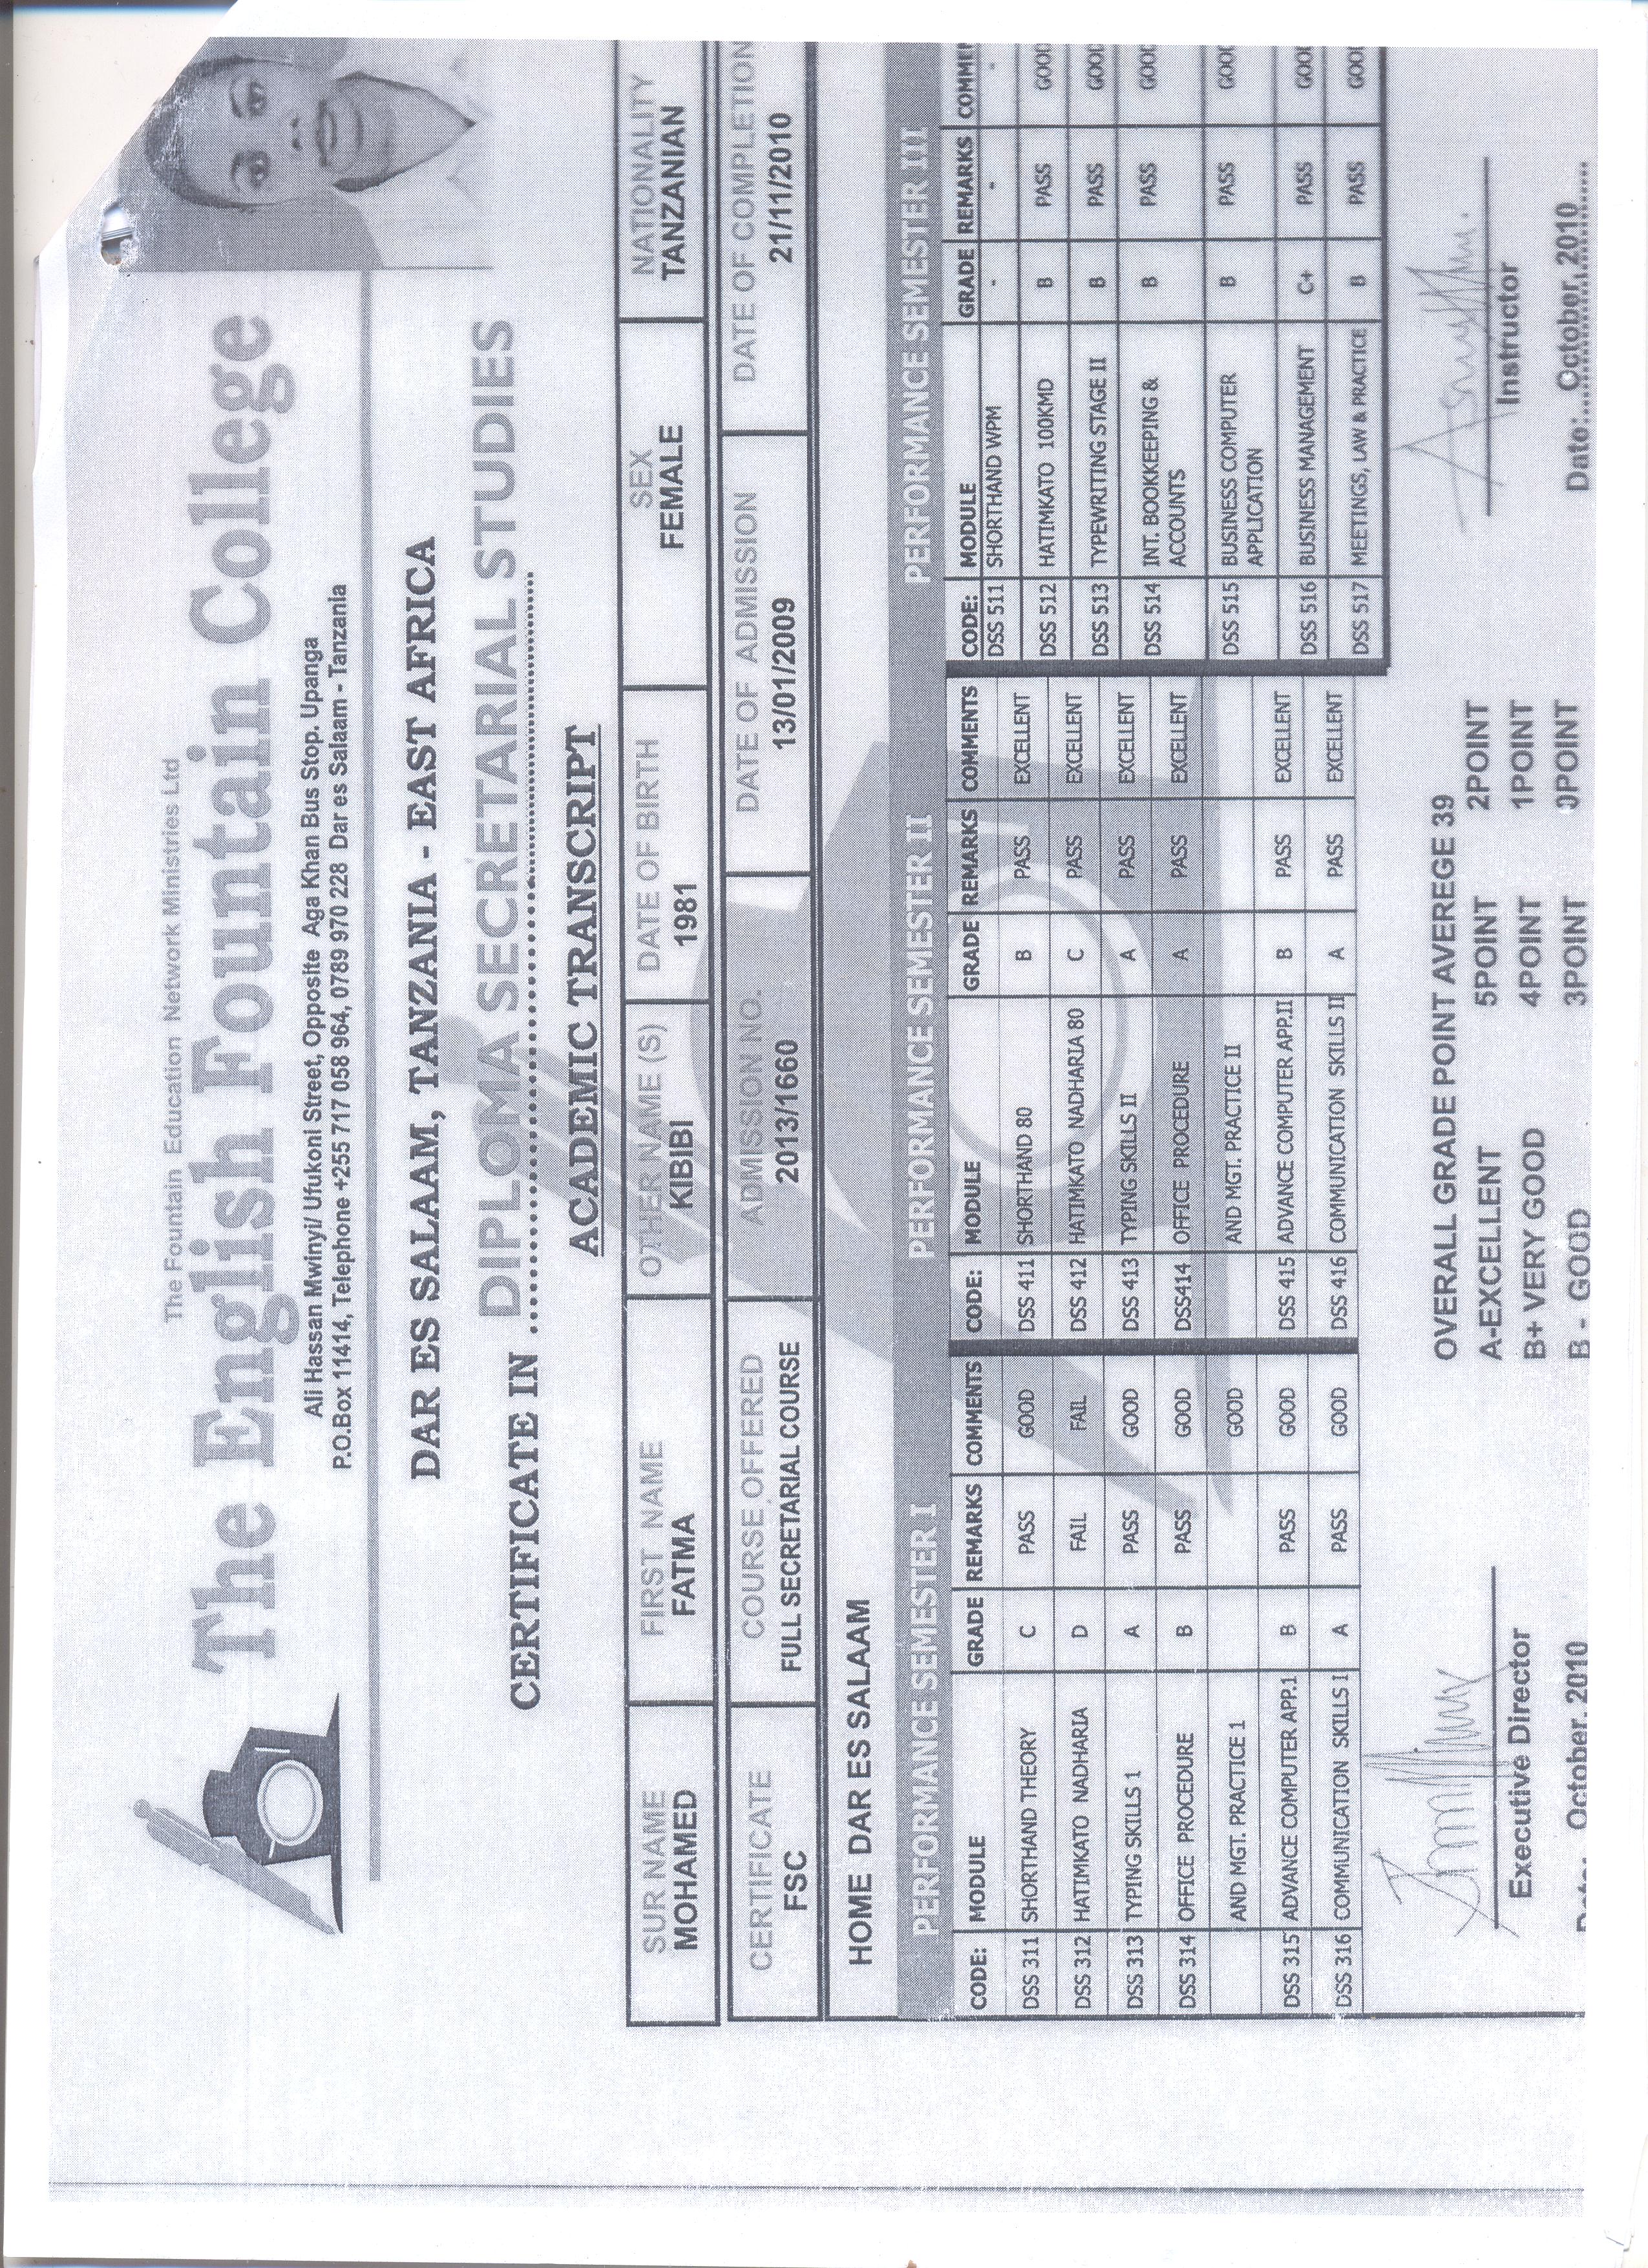 The Fountain Education Network Ministries Ltd
The English Fountain College
Ali Hassan Mwinyi/ Ufukoni Street, Opposite Aga Khan Bus Stop. Upanga
P.O.Box 11414, Telephone +255 717 058 964, 0789 970 228 Dar es Salaam - Tanzania
DAR ES SALAAM, TANZANIA - EAST AFRICA
CERTIFICATE IN DIPLOMA SECRETARIAL STUDIES
ACADEMIC TRANSCRIPT
SUR NAME FIRST NAME OTHER NAME (S) DATE OF BIRTH SEX NATIONALITY
MOHAMED FATMA KIBIBI 1981 FEMALE TANZANIAN
CERTIFICATE COURSE OFFERED ADMISSION NO. DATE OF ADMISSION DATE OF COMPLETION
FSC FULL SECRETARIAL COURSE 2013/1660 13/01/2009 21/11/2010
HOME DAR ES SALAAM
PERFORMANCE SEMESTER I PERFORMANCE SEMESTER II PERFORMANCE SEMESTER III
CODE: MODULE GRADE REMARKS COMMENTS CODE: MODULE GRADE REMARKS COMMENTS CODE: MODULE GRADE REMARKS
DSS 311 SHORTHAND THEORY C PASS GOOD DSS 411 SHORTHAND 80 B PASS EXCELLENT DSS 511 SHORTHAND WPM - - -
DSS 312 HATIMKATO NADHARIA D FAIL FAIL DSS 412 HATIMKATO NADHARIA 80 C PASS EXCELLENT DSS 512 HATIMKATO 100KMD B PASS GOOD
DSS 313 TYPING SKILLS 1 A PASS GOOD DSS 413 TYPING SKILLS II A PASS EXCELLENT DSS 513 TYPEWRITING STAGE II B PASS GOOD
DSS 314 OFFICE PROCEDURE B PASS GOOD DSS414 OFFICE PROCEDURE A PASS EXCELLENT DSS 514 INT. BOOKKEEPING & ACCOUNTS B PASS GOOD
AND MGT. PRACTICE 1 GOOD AND MGT. PRACTICE II DSS 515 BUSINESS COMPUTER APPLICATION B PASS GOOD
DSS 315 ADVANCE COMPUTER APP.1 B PASS GOOD DSS 415 ADVANCE COMPUTER APP.II B PASS EXCELLENT DSS 516 BUSINESS MANAGEMENT C+ PASS GOOD
DSS 316 COMMUNICATION SKILLS I A PASS GOOD DSS 416 COMMUNICATION SKILLS II A PASS EXCELLENT DSS 517 MEETINGS, LAW & PRACTICE B PASS GOOD
OVERALL GRADE POINT AVEREGE 39
A-EXCELLENT 5POINT 2POINT
B+ VERY GOOD 4POINT 1POINT
B - GOOD 3POINT 0POINT
Executive Director Instructor
Date: October. 2010 Date: October, 2010